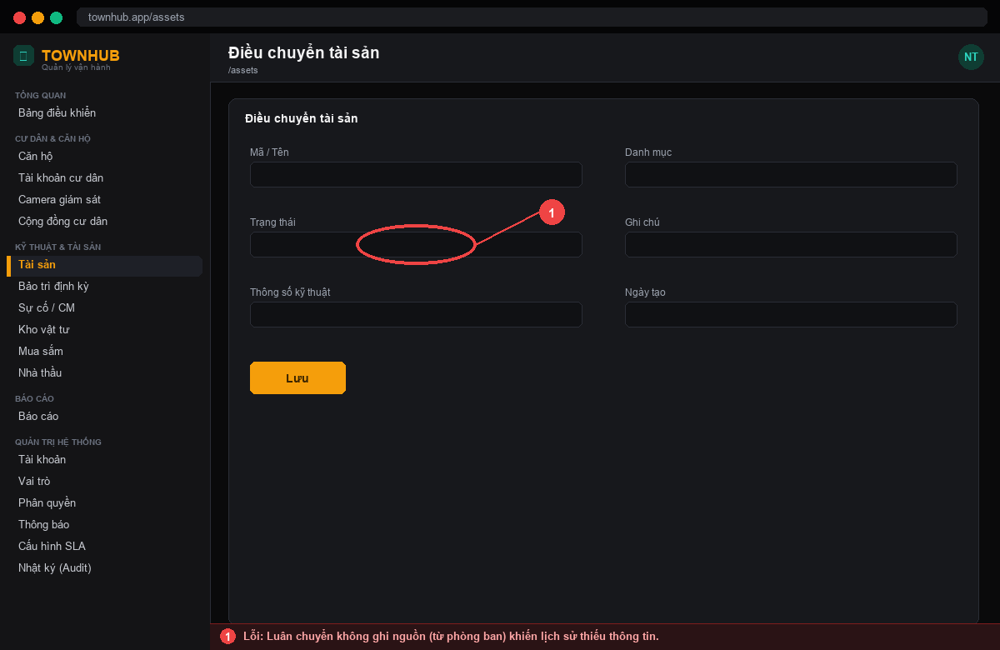 townhub.app/assets
TOWNHUB
Quản lý vận hành
TỔNG QUAN
Bảng điều khiển
CƯ DÂN & CĂN HỘ
Căn hộ
Tài khoản cư dân
Camera giám sát
Cộng đồng cư dân
KỸ THUẬT & TÀI SẢN
Tài sản
Bảo trì định kỳ
Sự cố / CM
Kho vật tư
Mua sắm
Nhà thầu
BÁO CÁO
Báo cáo
QUẢN TRỊ HỆ THỐNG
Tài khoản
Vai trò
Phân quyền
Thông báo
Cấu hình SLA
Nhật ký (Audit)
Điều chuyển tài sản
/assets
NT
Điều chuyển tài sản
Mã / Tên
Danh mục
1
Trạng thái
Ghi chú
Thông số kỹ thuật
Ngày tạo
Lưu
1 Lỗi: Luân chuyển không ghi nguồn (từ phòng ban) khiến lịch sử thiếu thông tin.